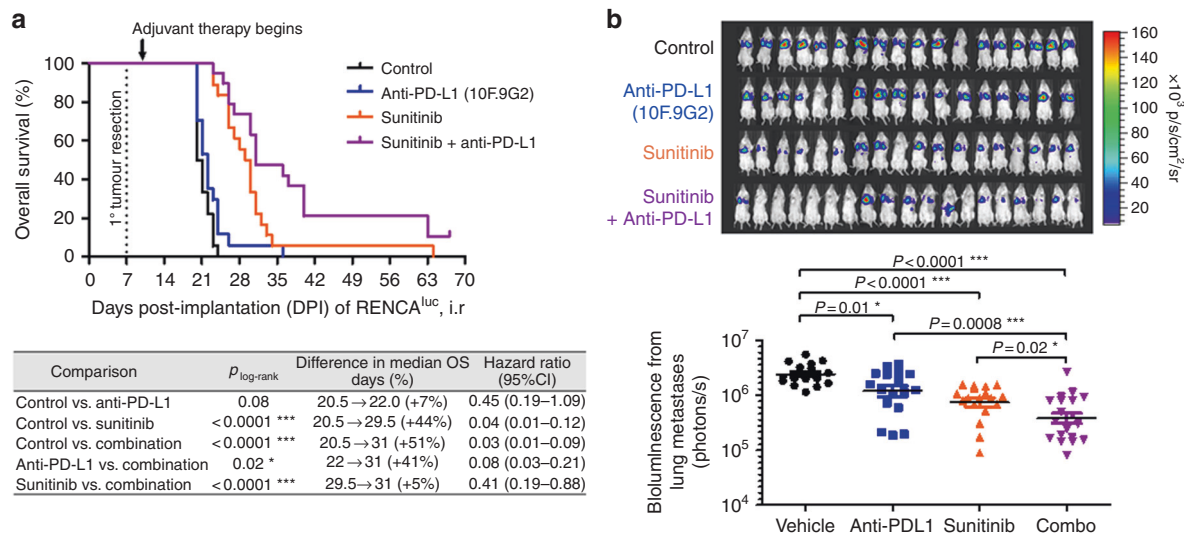 a
Adjuvant therapy begins
Overall survival (%)
100
80
60
40
20
0
1° tumour resection
Control
Anti-PD-L1 (10F.9G2)
Sunitinib
Sunitinib + anti-PD-L1
0 7 14 21 28 35 42 49 56 63 70
Days post-implantation (DPI) of RENCA^luc, i.r
Comparison p log-rank Difference in median OS days (%) Hazard ratio (95%CI)
Control vs. anti-PD-L1 0.08 20.5→22.0 (+7%) 0.45 (0.19–1.09)
Control vs. sunitinib <0.0001 *** 20.5→29.5 (+44%) 0.04 (0.01–0.12)
Control vs. combination <0.0001 *** 20.5→31 (+51%) 0.03 (0.01–0.09)
Anti-PD-L1 vs. combination 0.02 * 22→31 (+41%) 0.08 (0.03–0.21)
Sunitinib vs. combination <0.0001 *** 29.5→31 (+5%) 0.41 (0.19–0.88)
b
Control
Anti-PD-L1
(10F.9G2)
Sunitinib
Sunitinib
+ Anti-PD-L1
160
140
120
100
80
60
40
20
×10³ p/s/cm²/sr
P<0.0001 ***
P<0.0001 ***
P=0.01 *
P=0.0008 ***
P=0.02 *
BIolumInescence from
lung metastases
(photons/s)
10⁷
10⁶
10⁵
10⁴
Vehicle Anti-PDL1 Sunitinib Combo